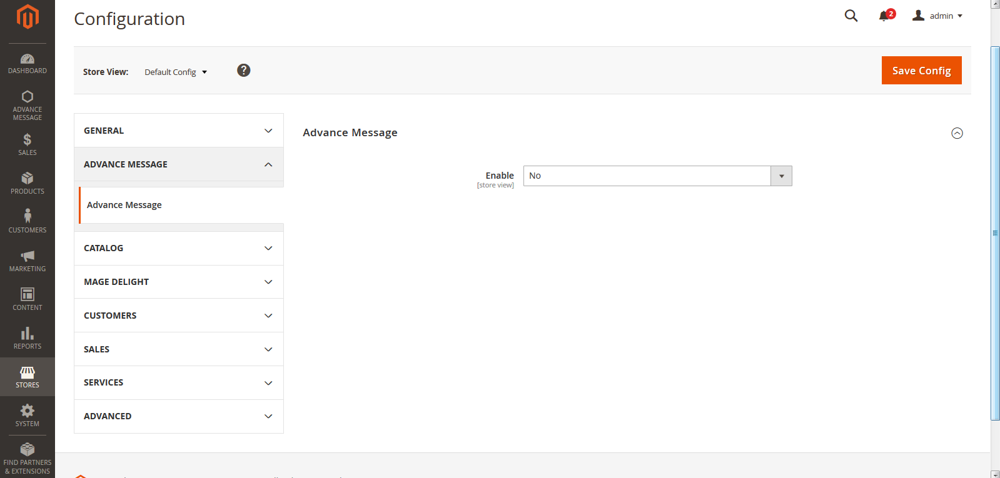 Configuration
2
admin
Store View:
Default Config
?
Save Config
DASHBOARD
ADVANCE
MESSAGE
SALES
PRODUCTS
CUSTOMERS
MARKETING
CONTENT
REPORTS
STORES
SYSTEM
FIND PARTNERS
& EXTENSIONS
GENERAL
ADVANCE MESSAGE
Advance Message
CATALOG
MAGE DELIGHT
CUSTOMERS
SALES
SERVICES
ADVANCED
Advance Message
Enable
[store view]
No